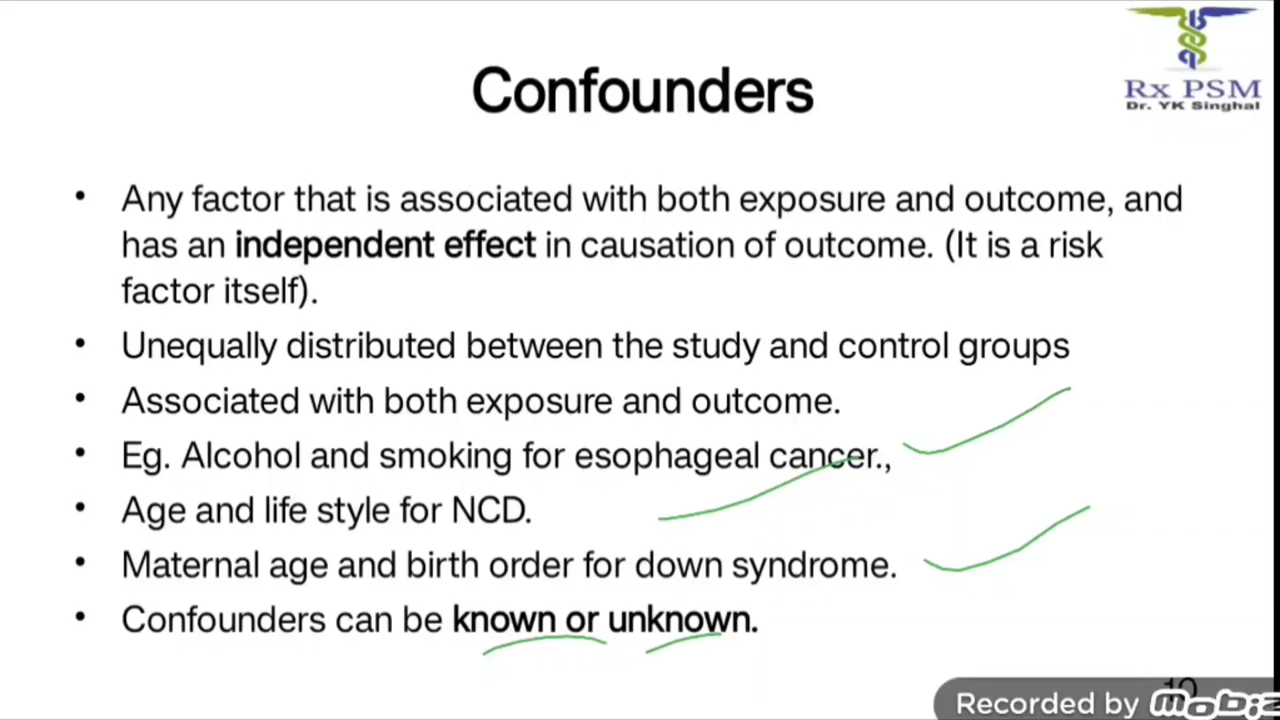 Rx PSM
Dr. YK Singhal
Confounders
• Any factor that is associated with both exposure and outcome, and
has an independent effect in causation of outcome. (It is a risk
factor itself).
• Unequally distributed between the study and control groups
• Associated with both exposure and outcome.
• Eg. Alcohol and smoking for esophageal cancer.,
• Age and life style for NCD.
• Maternal age and birth order for down syndrome.
• Confounders can be known or unknown.
Recorded by